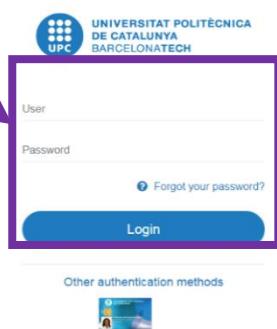 UPC
UNIVERSITAT POLITÈCNICA
DE CATALUNYA
BARCELONATECH
User
Password
Forgot your password?
Login
Other authentication methods